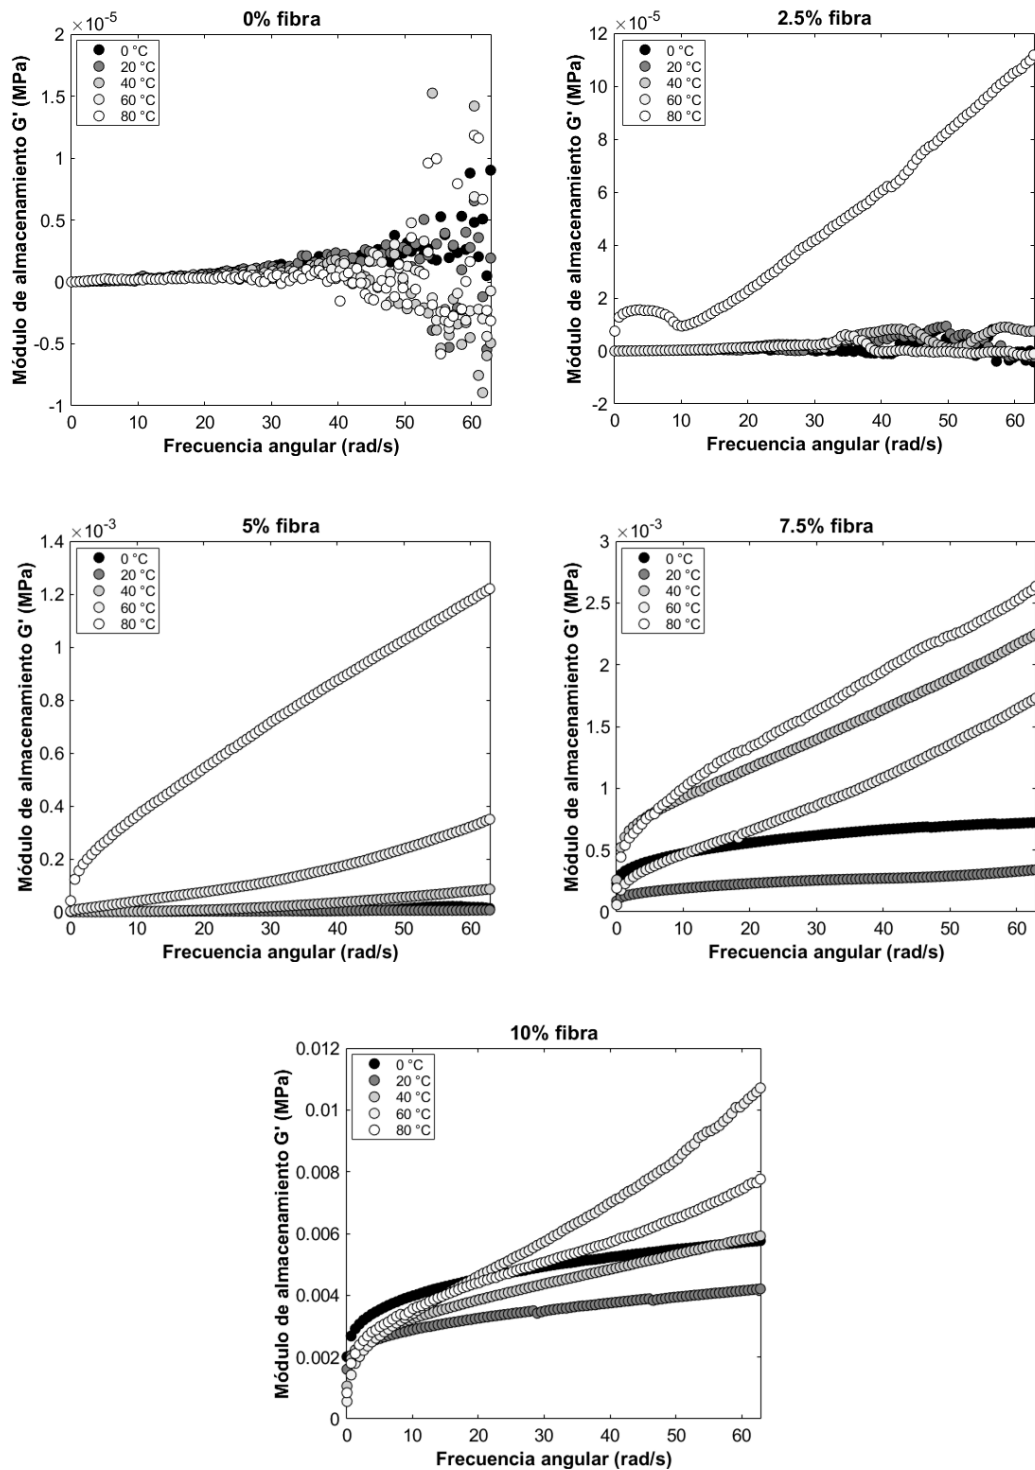 0% fibra
×10⁻⁵
Módulo de almacenamiento G' (MPa)
2
1.5
1
0.5
0
-0.5
-1
0 °C
20 °C
40 °C
60 °C
80 °C
0 10 20 30 40 50 60
Frecuencia angular (rad/s)
2.5% fibra
×10⁻⁵
Módulo de almacenamiento G' (MPa)
12
10
8
6
4
2
0
-2
0 °C
20 °C
40 °C
60 °C
80 °C
0 10 20 30 40 50 60
Frecuencia angular (rad/s)
5% fibra
×10⁻³
Módulo de almacenamiento G' (MPa)
1.4
1.2
1
0.8
0.6
0.4
0.2
0
0 °C
20 °C
40 °C
60 °C
80 °C
0 10 20 30 40 50 60
Frecuencia angular (rad/s)
7.5% fibra
×10⁻³
Módulo de almacenamiento G' (MPa)
3
2.5
2
1.5
1
0.5
0
0 °C
20 °C
40 °C
60 °C
80 °C
0 10 20 30 40 50 60
Frecuencia angular (rad/s)
10% fibra
Módulo de almacenamiento G' (MPa)
0.012
0.01
0.008
0.006
0.004
0.002
0
0 °C
20 °C
40 °C
60 °C
80 °C
0 10 20 30 40 50 60
Frecuencia angular (rad/s)